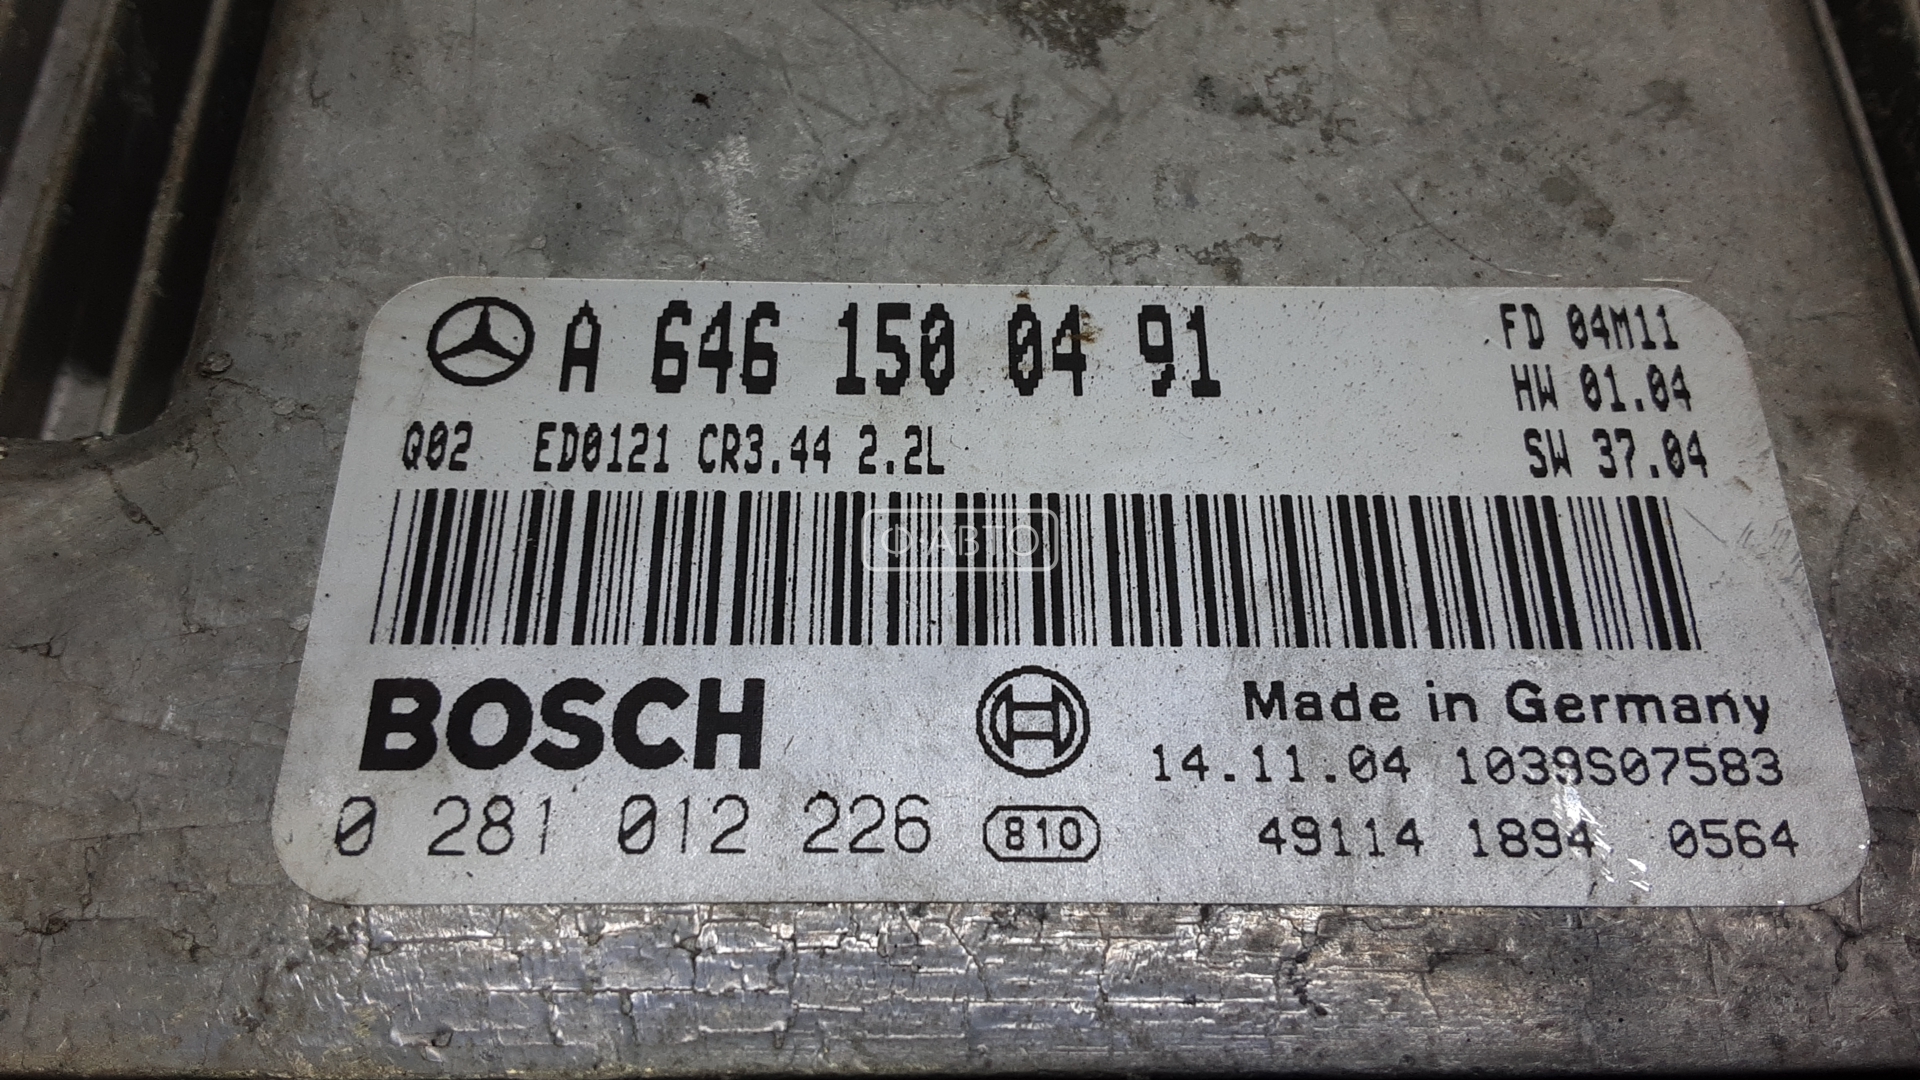 A 646 150 04 91
FD 04M11
HW 01.04
Q02 ED0121 CR3.44 2.2L
SW 37.04
Ф-АВТО
BOSCH
Made in Germany
14.11.04 1039S07583
0 281 012 226
810
49114 1894 0564